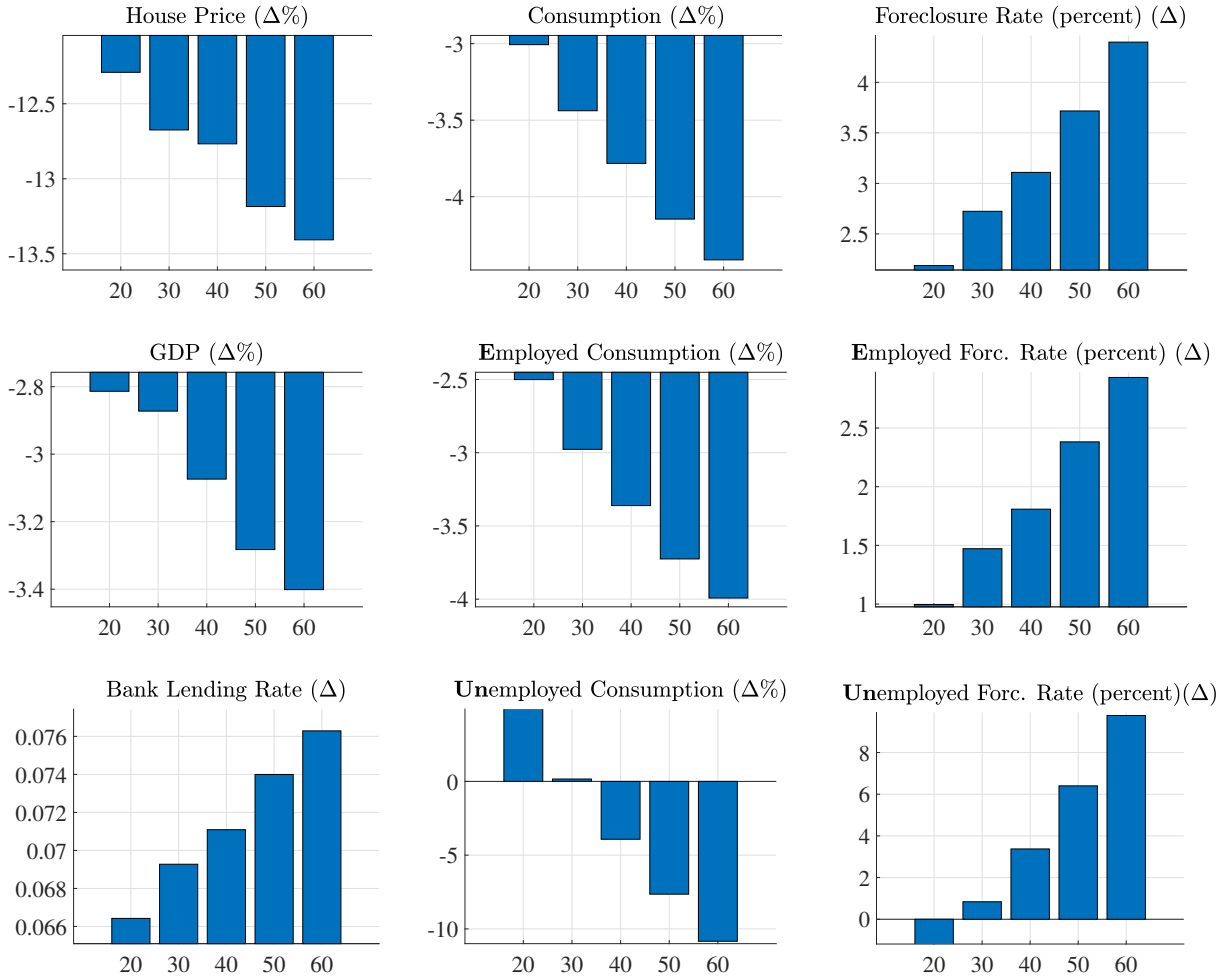 House Price (Δ%)
-12.5
-13
-13.5
20 30 40 50 60
Consumption (Δ%)
-3
-3.5
-4
20 30 40 50 60
Foreclosure Rate (percent) (Δ)
4
3.5
3
2.5
20 30 40 50 60
GDP (Δ%)
-2.8
-3
-3.2
-3.4
20 30 40 50 60
Employed Consumption (Δ%)
-2.5
-3
-3.5
-4
20 30 40 50 60
Employed Forc. Rate (percent) (Δ)
2.5
2
1.5
1
20 30 40 50 60
Bank Lending Rate (Δ)
0.076
0.074
0.072
0.07
0.068
0.066
20 30 40 50 60
Unemployed Consumption (Δ%)
0
-5
-10
20 30 40 50 60
Unemployed Forc. Rate (percent)(Δ)
8
6
4
2
0
20 30 40 50 60